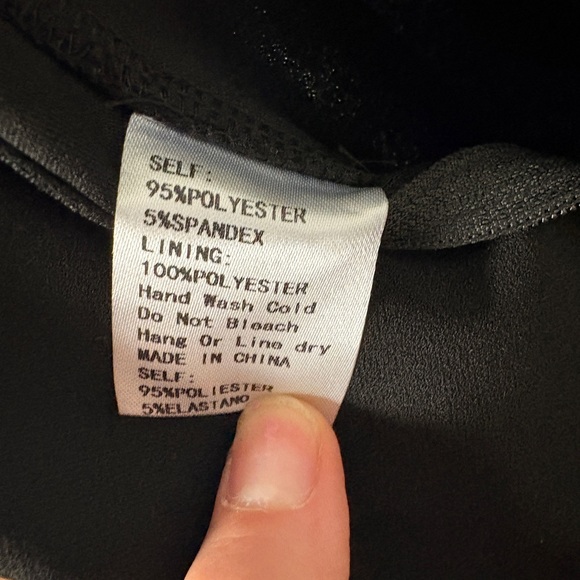 SELF:
95%POLYESTER
5%SPANDEX
LINING:
100%POLYESTER
Hand Wash Cold
Do Not Bleach
Hang Or Line dry
MADE IN CHINA
SELF:
95%POLIESTER
5%ELASTANO